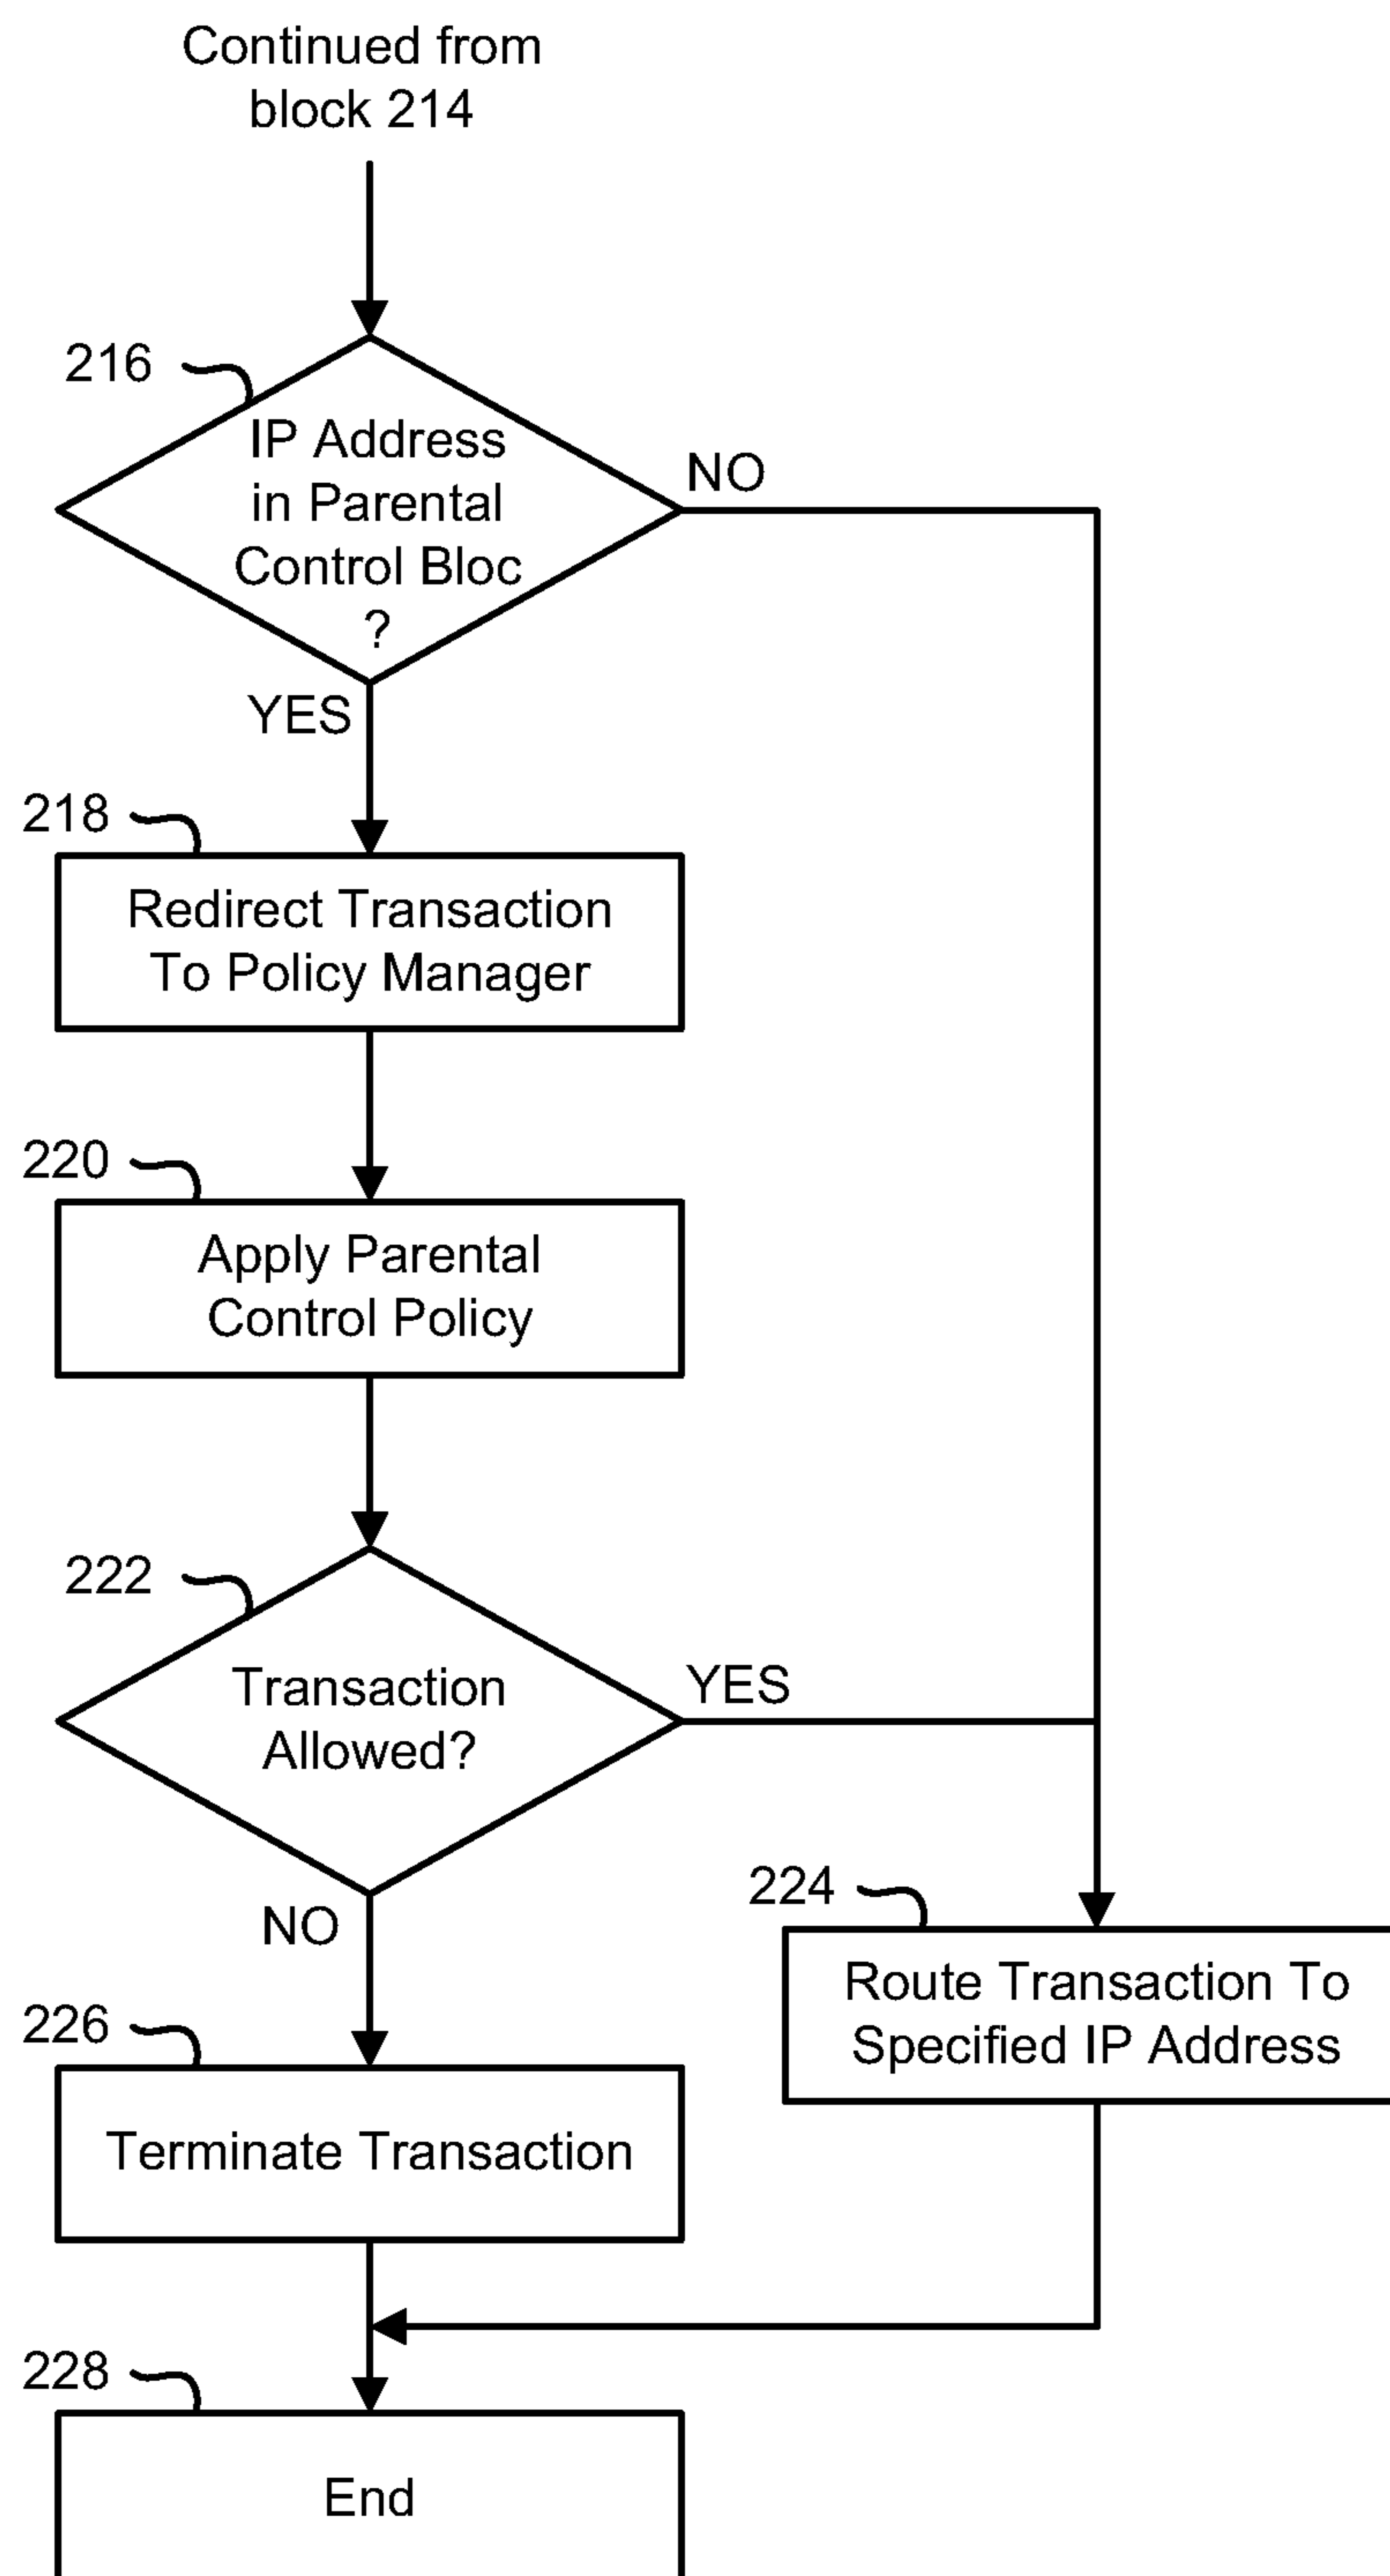 Continued from
block 214
216
IP Address
in Parental
Control Bloc
?
NO
YES
218
Redirect Transaction
To Policy Manager
220
Apply Parental
Control Policy
222
Transaction
Allowed?
YES
NO
224
Route Transaction To
Specified IP Address
226
Terminate Transaction
228
End